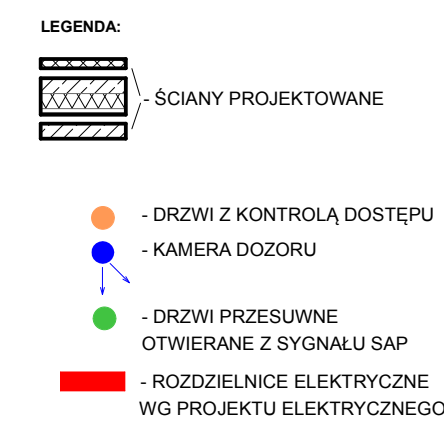 LEGENDA:
- ŚCIANY PROJEKTOWANE
- DRZWI Z KONTROLĄ DOSTĘPU
- KAMERA DOZORU
- DRZWI PRZESUWNE
OTWIERANE Z SYGNAŁU SAP
- ROZDZIELNICE ELEKTRYCZNE
WG PROJEKTU ELEKTRYCZNEGO